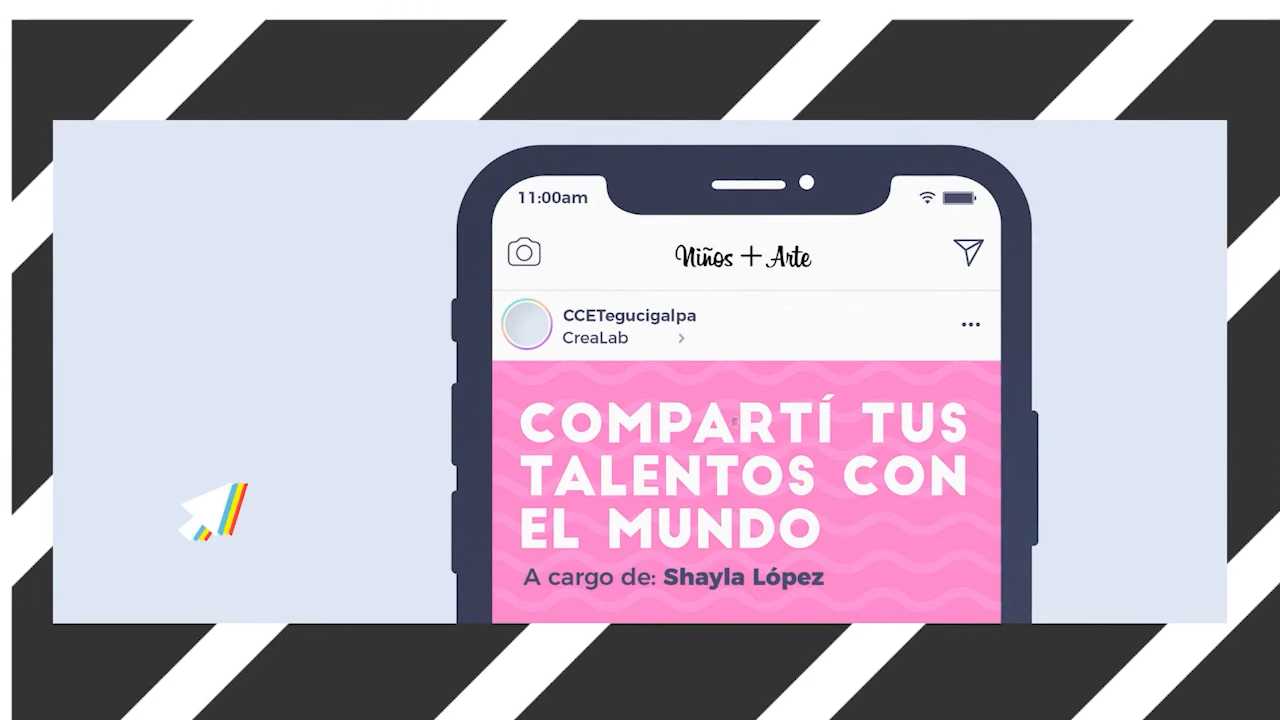 11:00am
Niños + Arte
CCETegucigalpa
CreaLab
COMPARTÍ TUS
TALENTOS CON
EL MUNDO
A cargo de: Shayla López